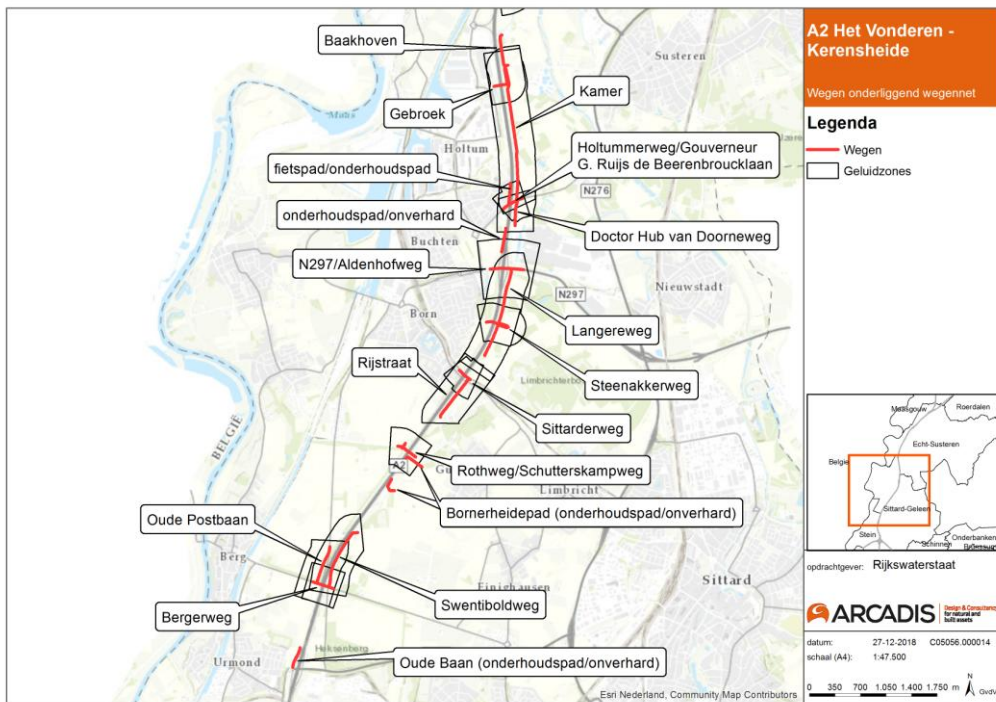 Baakhoven
Susteren
Maas
Gebroek
Kamer
Holtum
Holtummerweg/Gouverneur
G. Ruijs de Beerenbroucklaan
fietspad/onderhoudspad
N276
onderhoudspad/onverhard
Doctor Hub van Doorneweg
Buchten
N297/Aldenhofweg
N297
Nieuwstadt
Born
Langereweg
Rijstraat
Steenakkerweg
Limbrichterbo
BELGIË
Sittarderweg
A2
Gu
Rothweg/Schutterskampweg
Limbricht
Bornerheidepad (onderhoudspad/onverhard)
Oude Postbaan
Berg
Einighausen
Sittard
Swentiboldweg
Bergerweg
Urmond
Oude Baan (onderhoudspad/onverhard)
Esri Nederland, Community Map Contributors
A2 Het Vonderen -
Kerensheide
Wegen onderliggend wegennet
Legenda
Wegen
Geluidzones
Maasgouw
Roerdalen
Echt-Susteren
Belgie
Sittard-Geleen
Stein
Schinnen
Onderbanken
opdrachtgever: Rijkswaterstaat
ARCADIS
Design & Consultancy
for natural and
built assets
datum: 27-12-2018 C05056.000014
schaal (A4): 1:47.500
N
0 350 700 1.050 1.400 1.750 m
GvdV